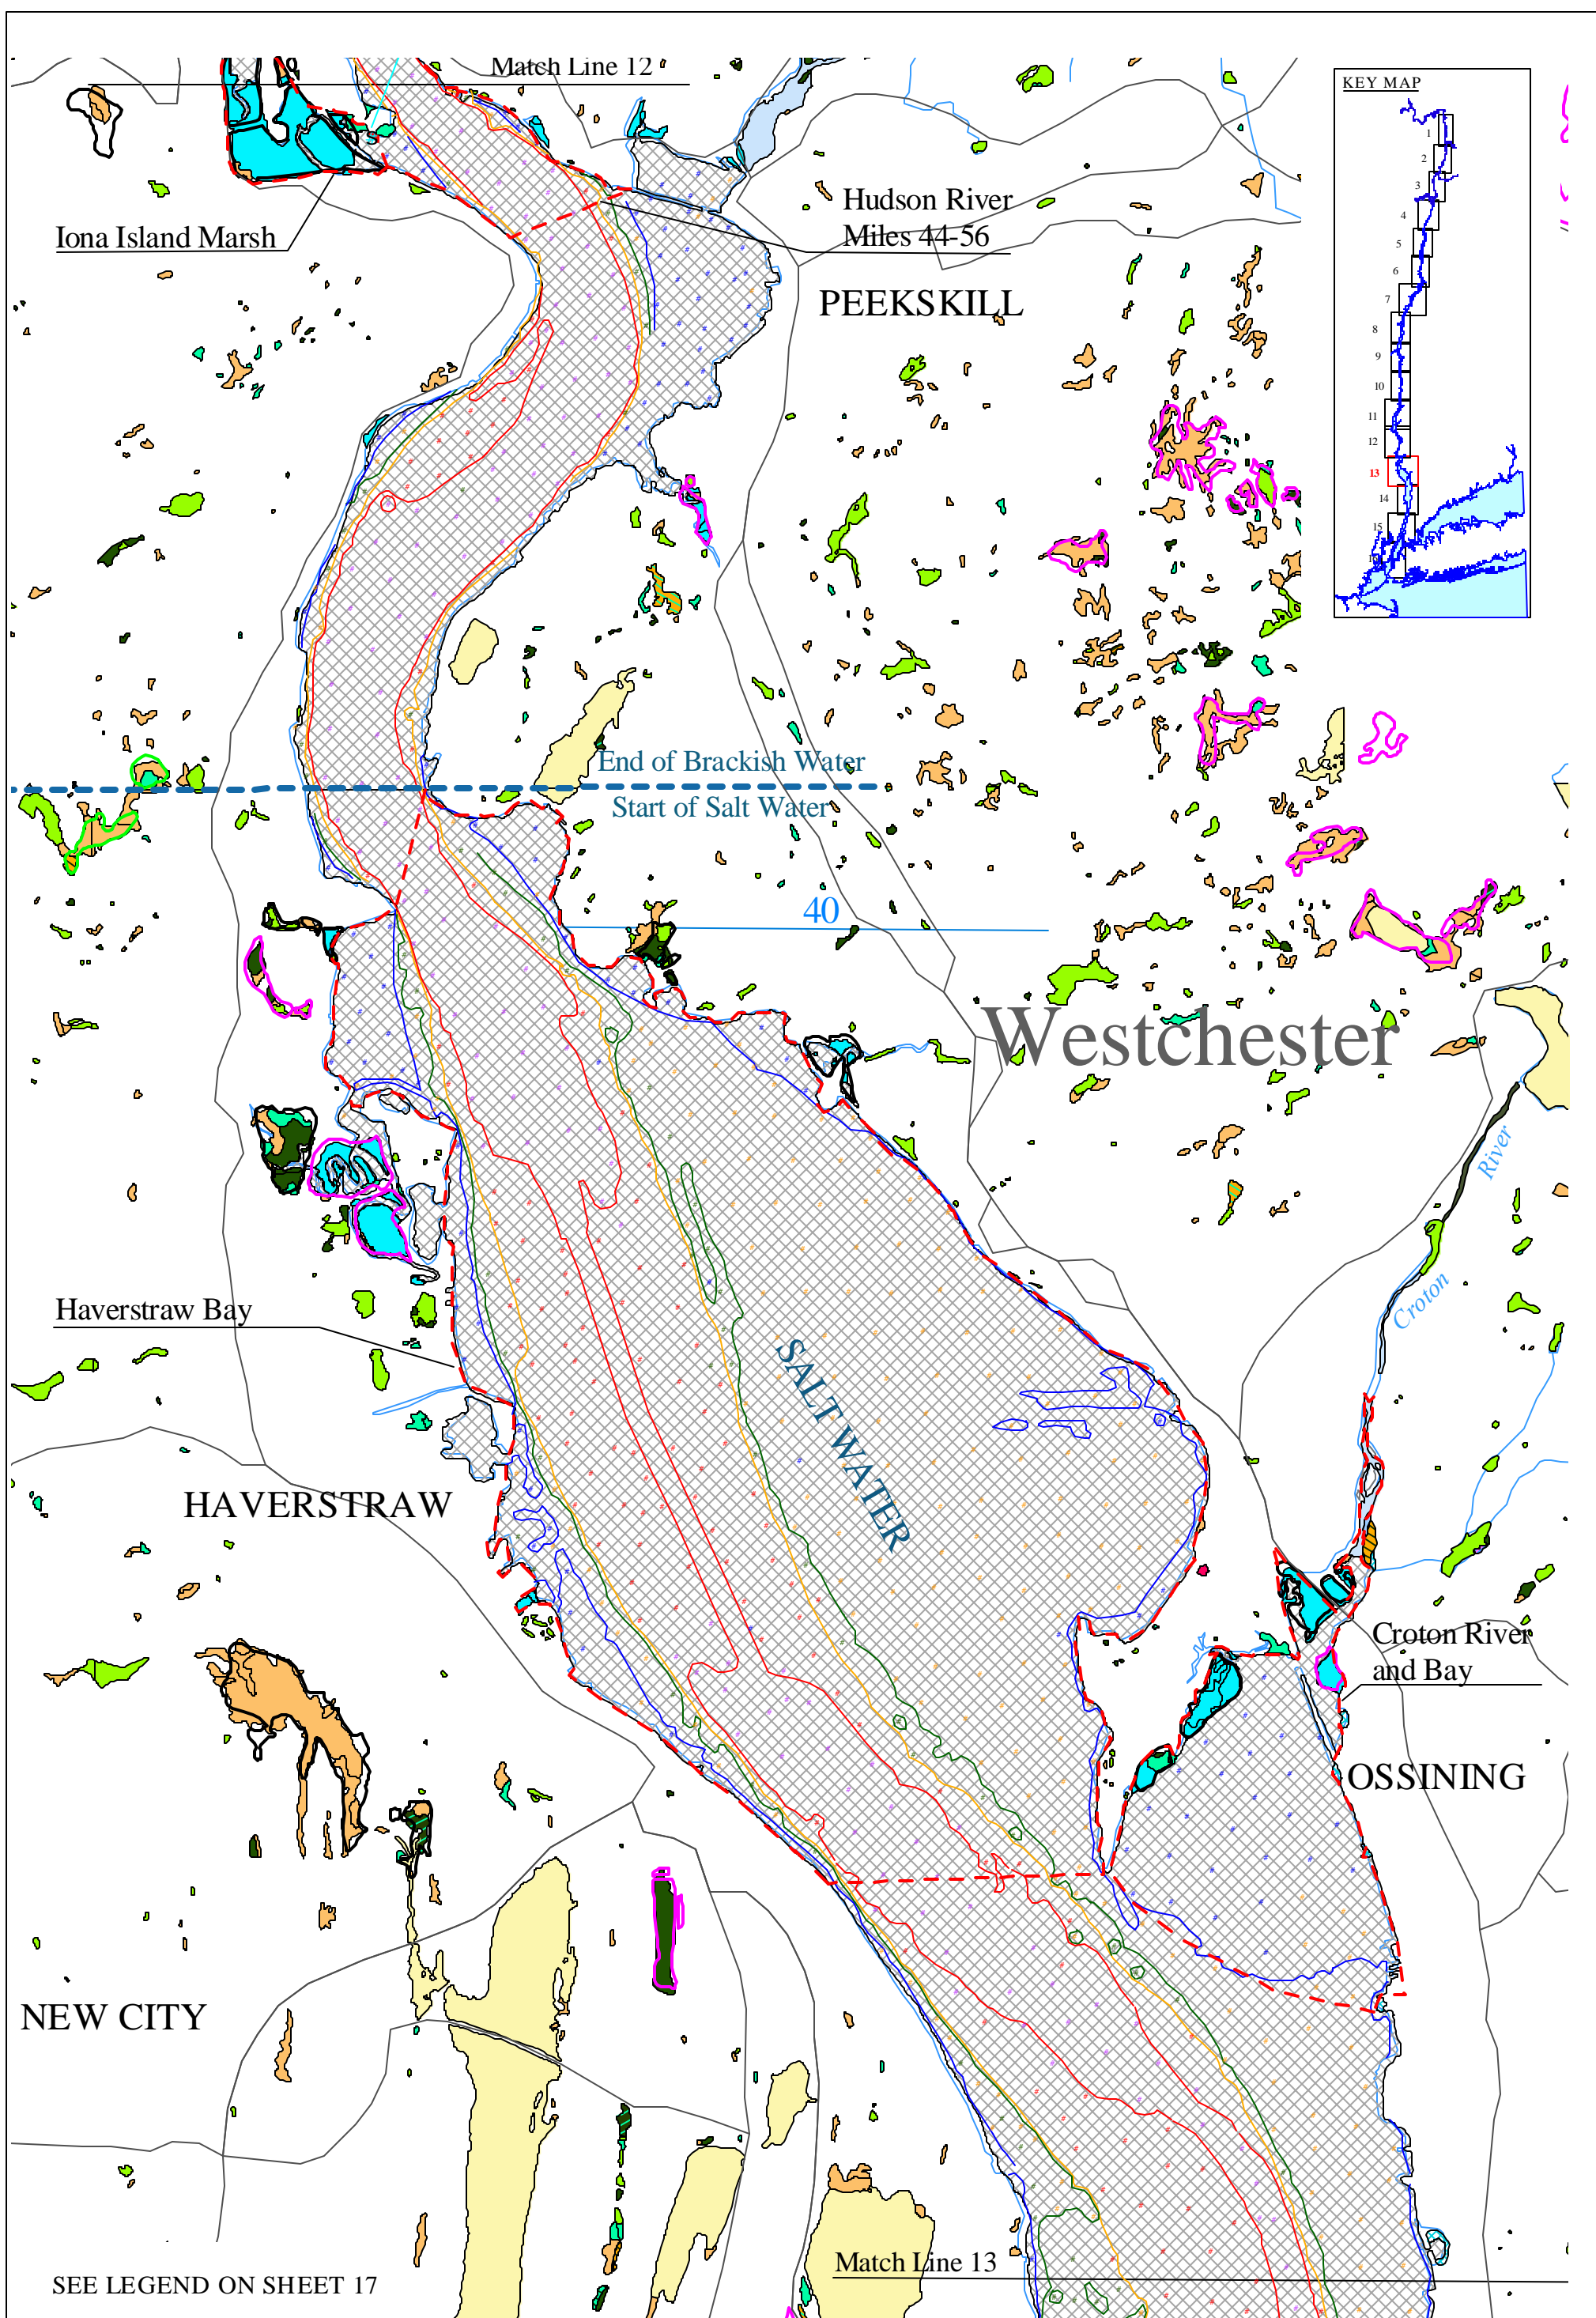 Match Line 12
KEY MAP
1
2
3
4
5
6
7
8
9
10
11
12
13
14
15
Iona Island Marsh
Hudson River
Miles 44-56
PEEKSKILL
End of Brackish Water
Start of Salt Water
40
Westchester
River
Croton
Haverstraw Bay
SALT WATER
HAVERSTRAW
Croton River
and Bay
OSSINING
NEW CITY
Match Line 13
SEE LEGEND ON SHEET 17